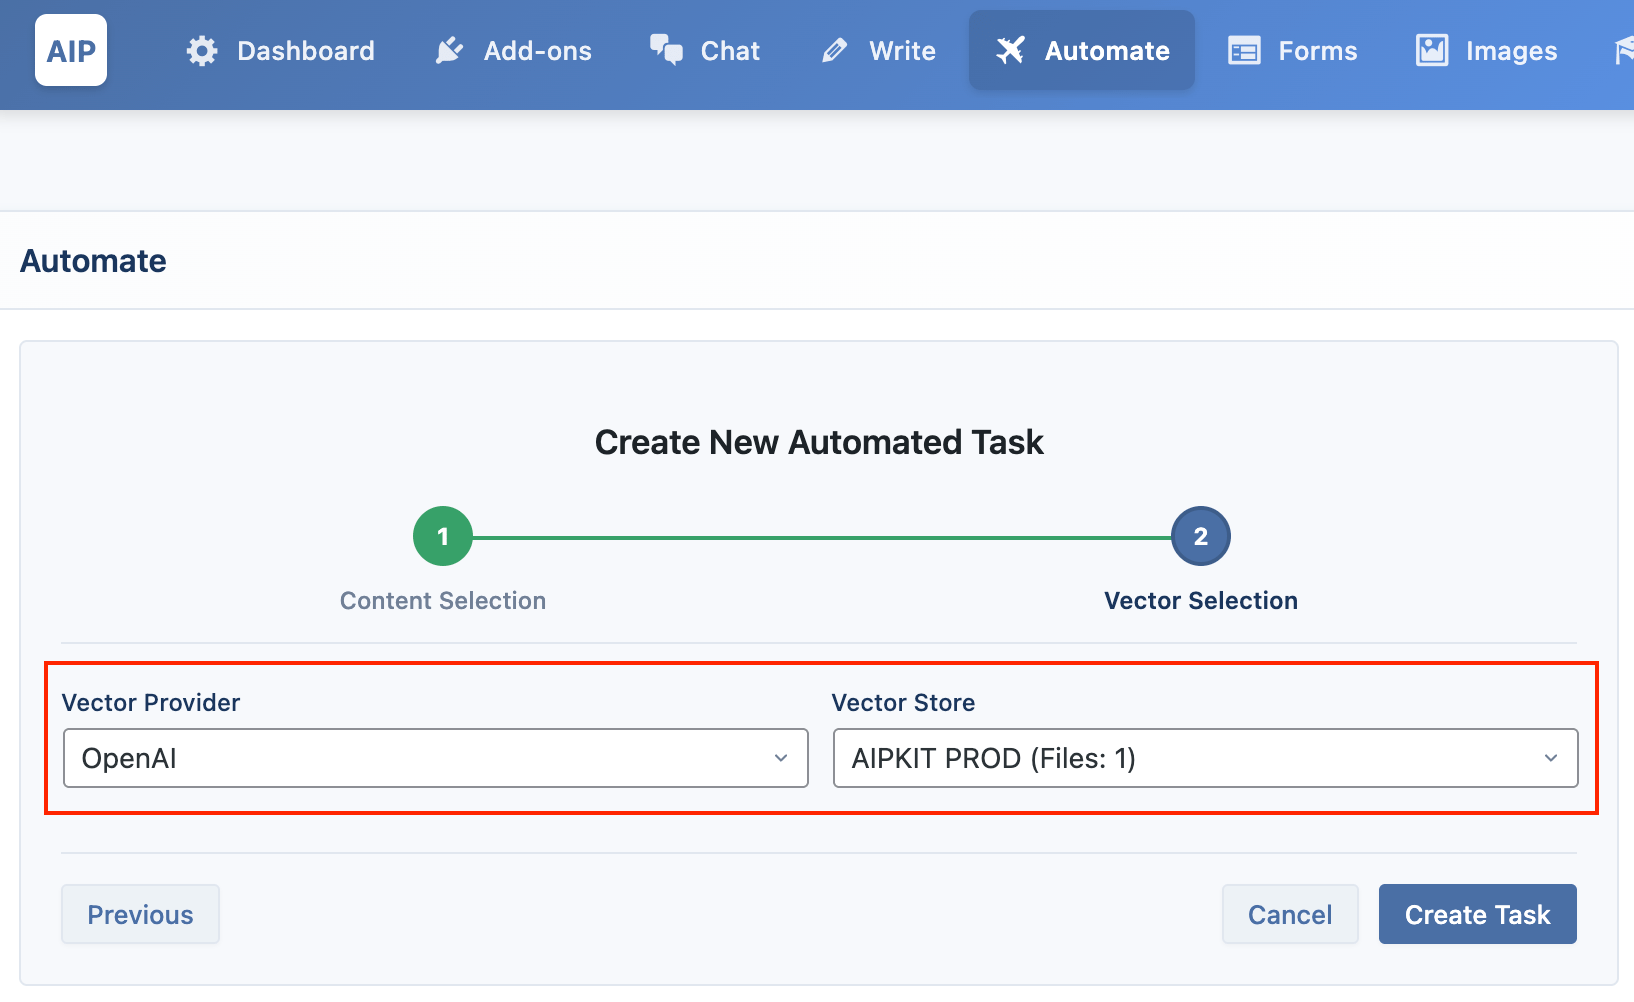 AIP
Dashboard
Add-ons
Chat
Write
Automate
Forms
Images
Automate
Create New Automated Task
1
2
Content Selection
Vector Selection
Vector Provider
Vector Store
OpenAI
AIPKIT PROD (Files: 1)
Previous
Cancel
Create Task